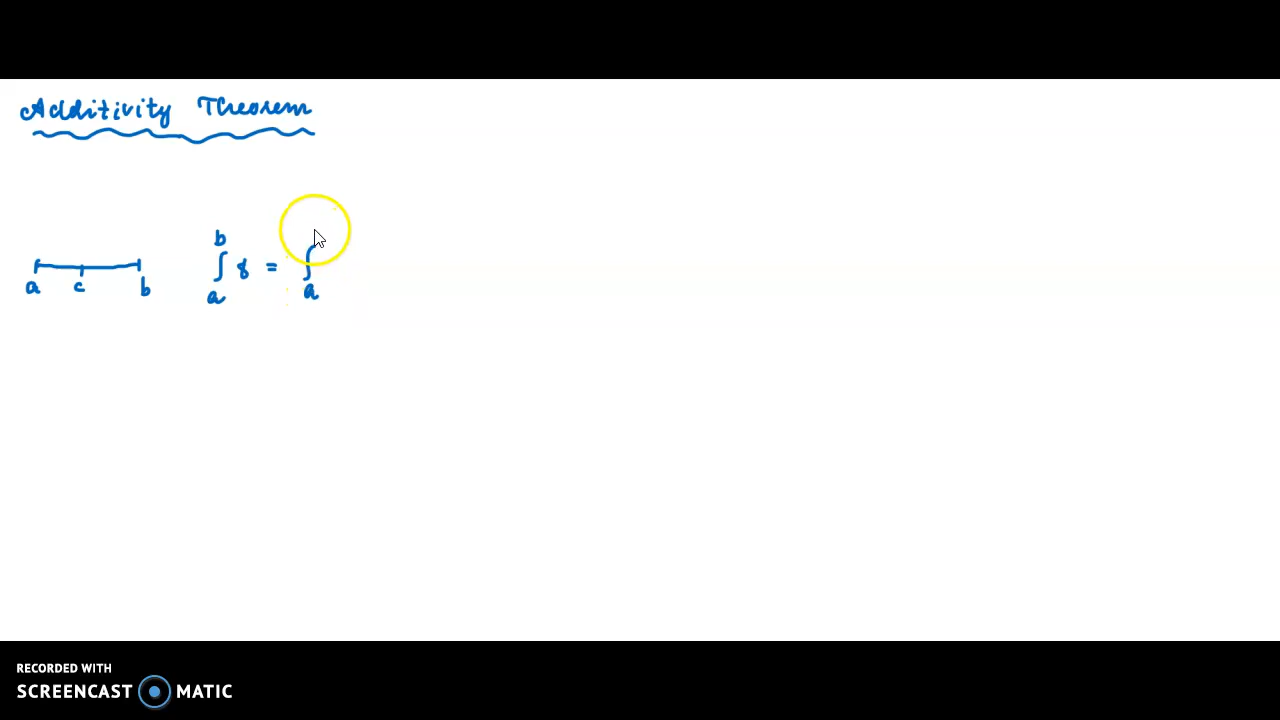 Additivity Theorem
b
a c b ∫ f = ∫
a a
RECORDED WITH
SCREENCAST MATIC